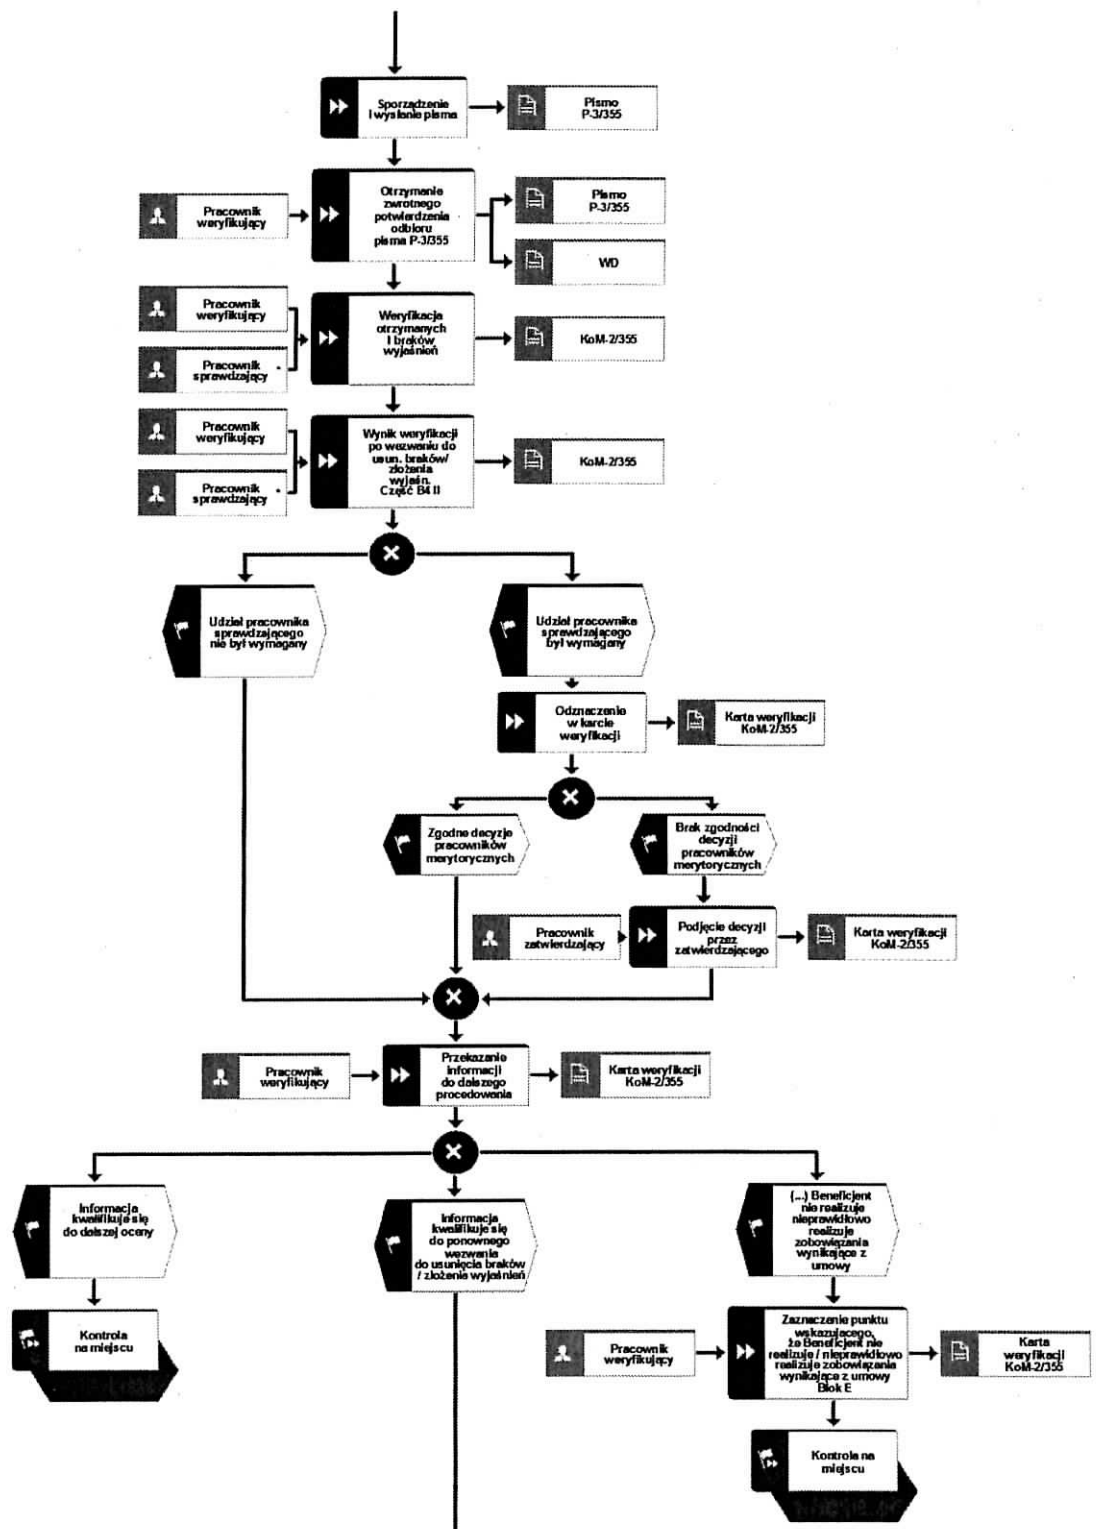 Sporządzenie
i wysłanie pisma
Pismo
P-3/355
Otrzymanie
zwrotnego
potwierdzenia
odbioru
pisma P-3/355
Pracownik
weryfikujący
Pismo
P-3/355
WD
Pracownik
weryfikujący
Pracownik
sprawdzający
Weryfikacja
otrzymanych
i braków
wyjaśnień
KoM-2/355
Pracownik
weryfikujący
Pracownik
sprawdzający
Wynik weryfikacji
po wezwaniu do
usun. braków/
złożenia
wyjaśn.
Część B4 II
KoM-2/355
Udział pracownika
sprawdzającego
nie był wymagany
Udział pracownika
sprawdzającego
był wymagany
Odznaczenie
w karcie
weryfikacji
Karta weryfikacji
KoM-2/355
Zgodne decyzje
pracowników
merytorycznych
Brak zgodności
decyzji
pracowników
merytorycznych
Pracownik
zatwierdzający
Podjęcie decyzji
przez
zatwierdzającego
Karta weryfikacji
KoM-2/355
Pracownik
weryfikujący
Przekazanie
informacji
do dalszego
procedowania
Karta weryfikacji
KoM-2/355
Informacja
kwalifikuje się
do dalszej oceny
Informacja
kwalifikuje się
do ponownego
wezwania
do usunięcia braków
/ złożenia wyjaśnień
(...) Beneficjent
nie realizuje
nieprawidłowo
realizuje
zobowiązania
wynikające z
umowy
Kontrola
na miejscu
Pracownik
weryfikujący
Zaznaczenie punktu
wskazującego,
że Beneficjent nie
realizuje / nieprawidłowo
realizuje zobowiązania
wynikające z umowy
Blok E
Karta
weryfikacji
KoM-2/355
Kontrola na
miejscu